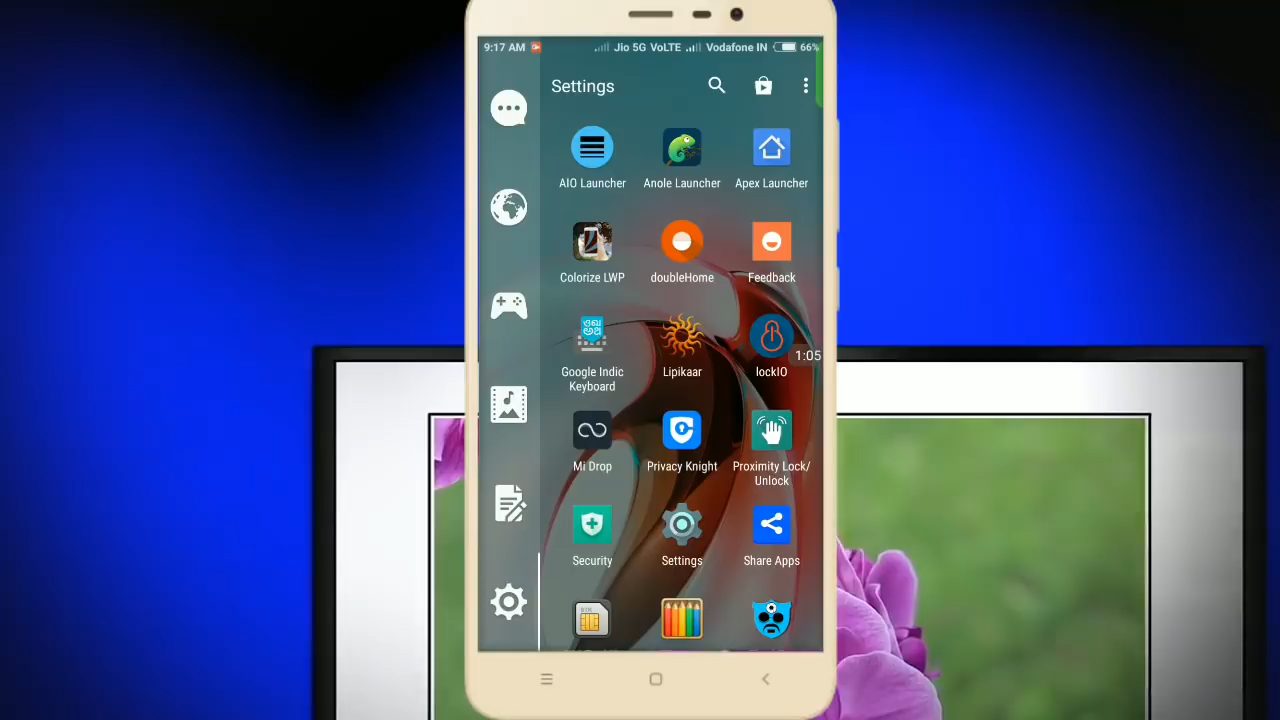 9:17 AM Jio 5G VoLTE Vodafone IN 66%
Settings
AIO Launcher Anole Launcher Apex Launcher
Colorize LWP doubleHome Feedback
1:05
Google Indic Keyboard Lipikaar lockIO
Mi Drop Privacy Knight Proximity Lock/
Unlock
Security Settings Share Apps